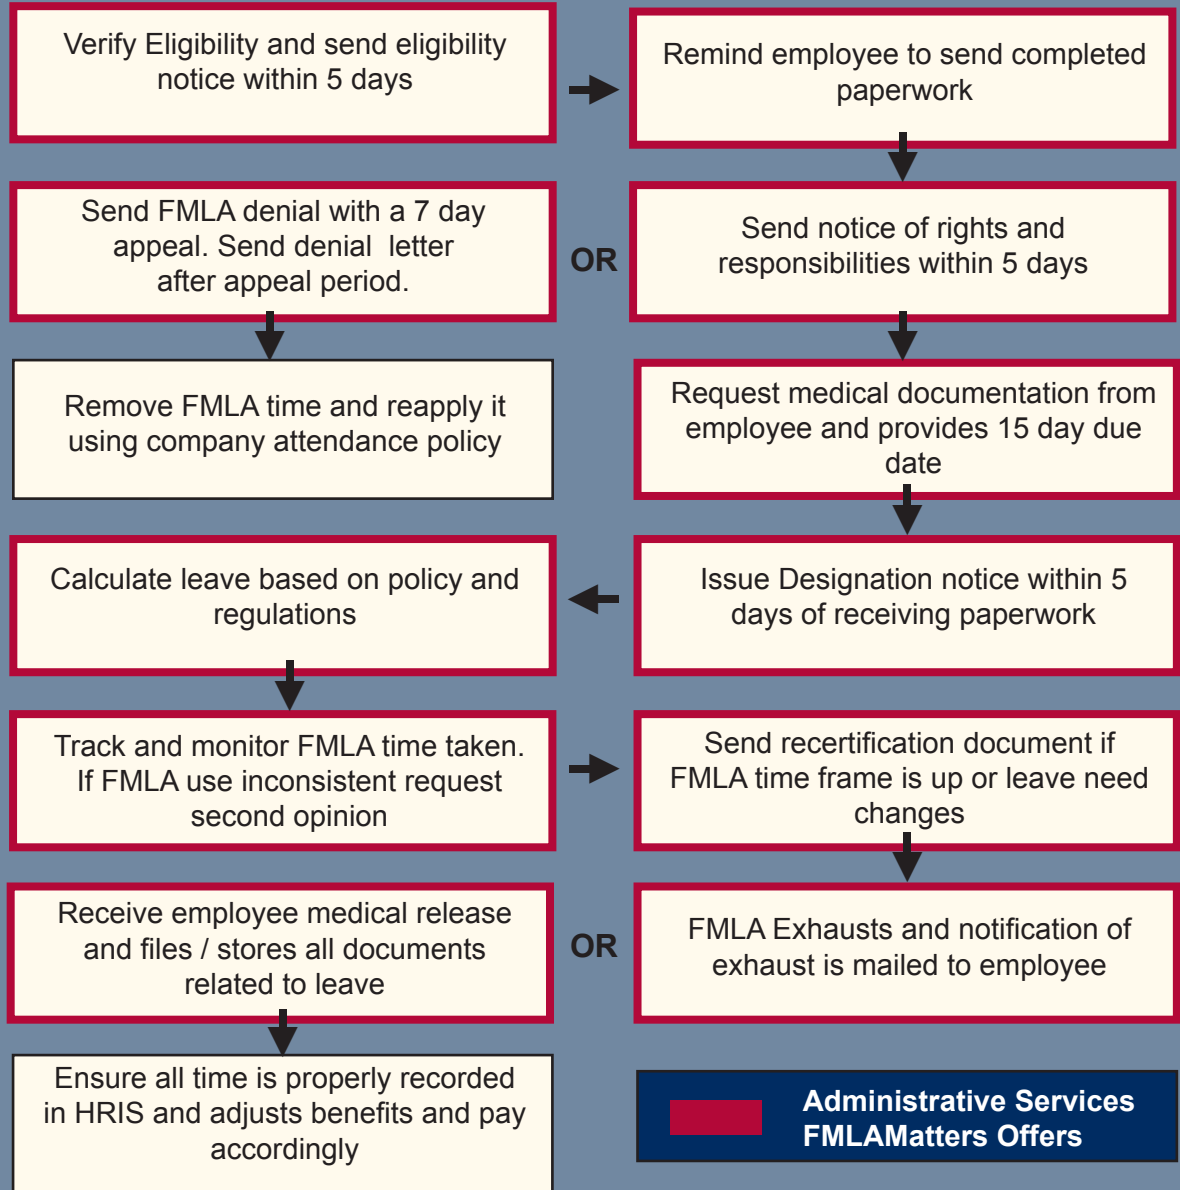 Verify Eligibility and send eligibility
notice within 5 days
Remind employee to send completed
paperwork
Send FMLA denial with a 7 day
appeal. Send denial letter
after appeal period.
OR
Send notice of rights and
responsibilities within 5 days
Remove FMLA time and reapply it
using company attendance policy
Request medical documentation from
employee and provides 15 day due
date
Calculate leave based on policy and
regulations
Issue Designation notice within 5
days of receiving paperwork
Track and monitor FMLA time taken.
If FMLA use inconsistent request
second opinion
Send recertification document if
FMLA time frame is up or leave need
changes
Receive employee medical release
and files / stores all documents
related to leave
OR
FMLA Exhausts and notification of
exhaust is mailed to employee
Ensure all time is properly recorded
in HRIS and adjusts benefits and pay
accordingly
Administrative Services
FMLAMatters Offers